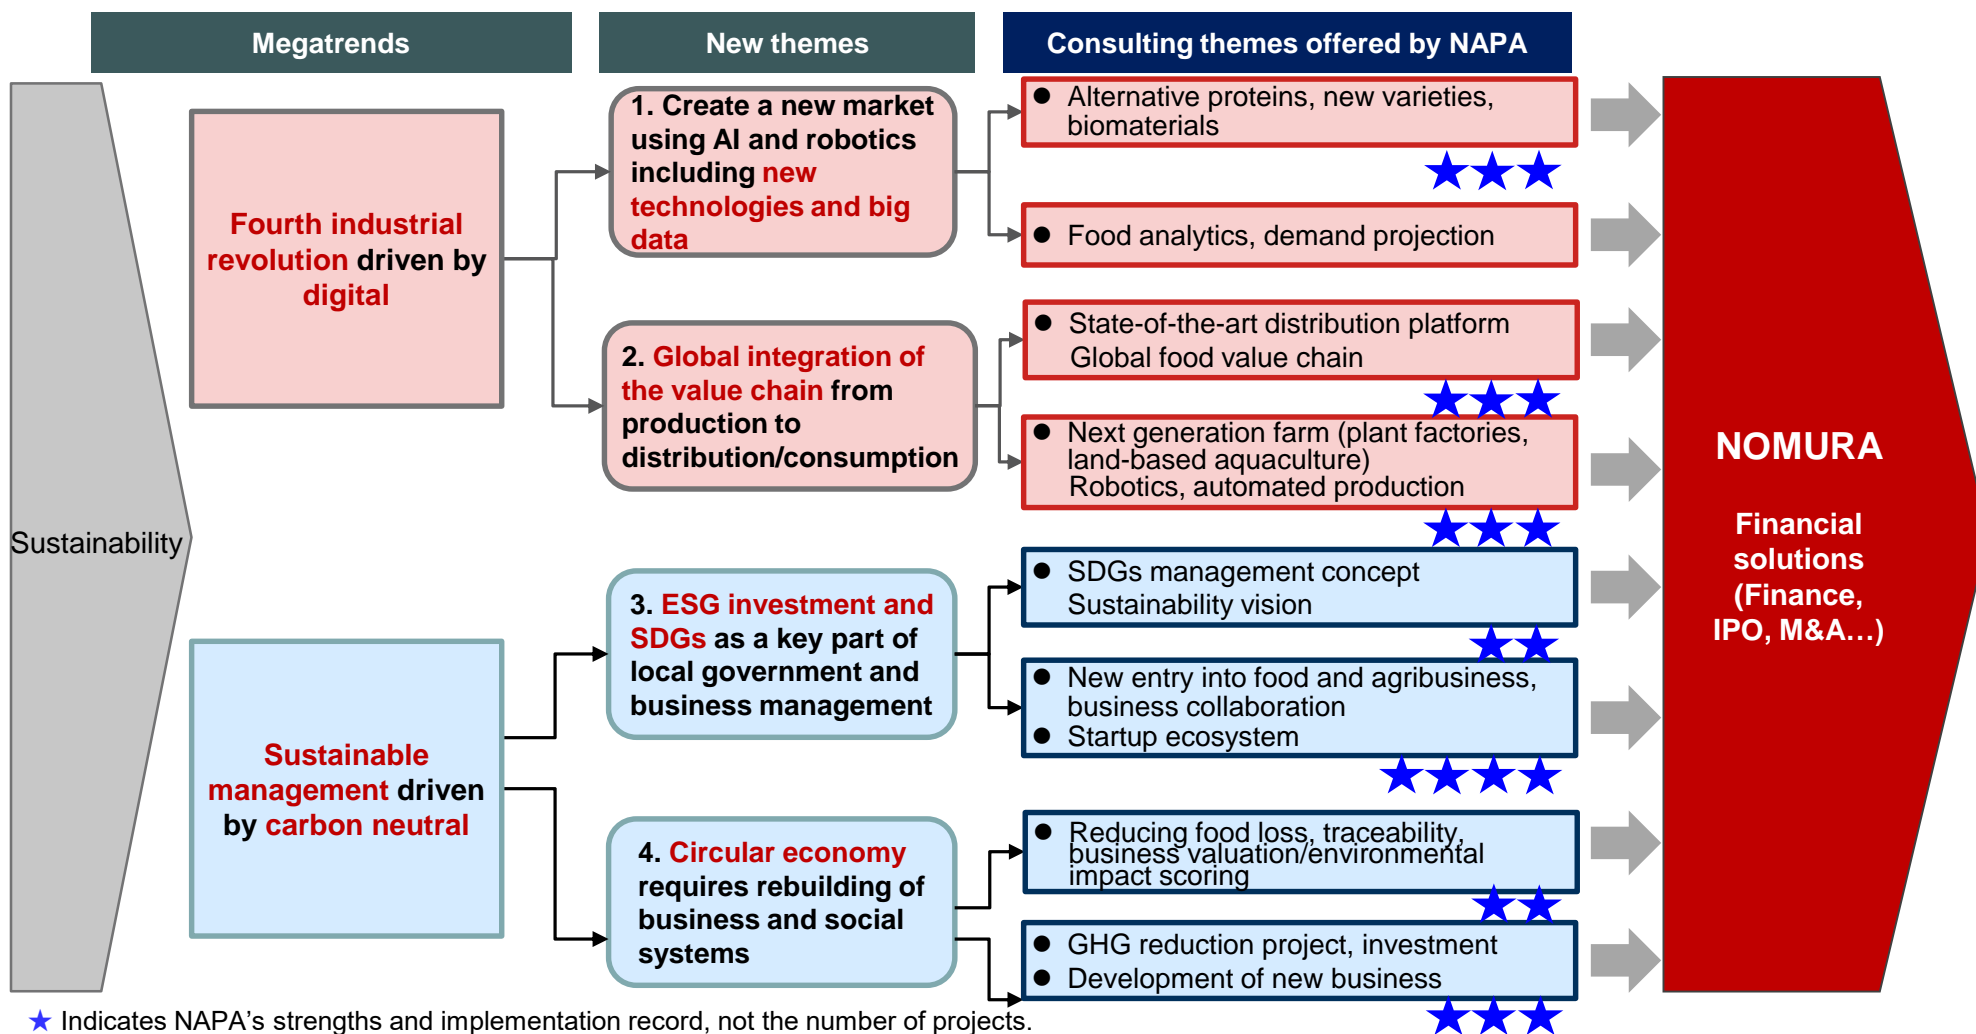 Megatrends
New themes
Consulting themes offered by NAPA
Sustainability
Fourth industrial
revolution driven by
digital
1. Create a new market
using AI and robotics
including new
technologies and big
data
● Alternative proteins, new varieties,
biomaterials
★★★
● Food analytics, demand projection
2. Global integration of
the value chain from
production to
distribution/consumption
● State-of-the-art distribution platform
Global food value chain
★★★
● Next generation farm (plant factories,
land-based aquaculture)
Robotics, automated production
★★★
Sustainable
management driven
by carbon neutral
3. ESG investment and
SDGs as a key part of
local government and
business management
● SDGs management concept
Sustainability vision
★★
● New entry into food and agribusiness,
business collaboration
● Startup ecosystem
★★★★
4. Circular economy
requires rebuilding of
business and social
systems
● Reducing food loss, traceability,
business valuation/environmental
impact scoring
★★
● GHG reduction project, investment
● Development of new business
★★★
NOMURA
Financial
solutions
(Finance,
IPO, M&A…)
★ Indicates NAPA’s strengths and implementation record, not the number of projects.